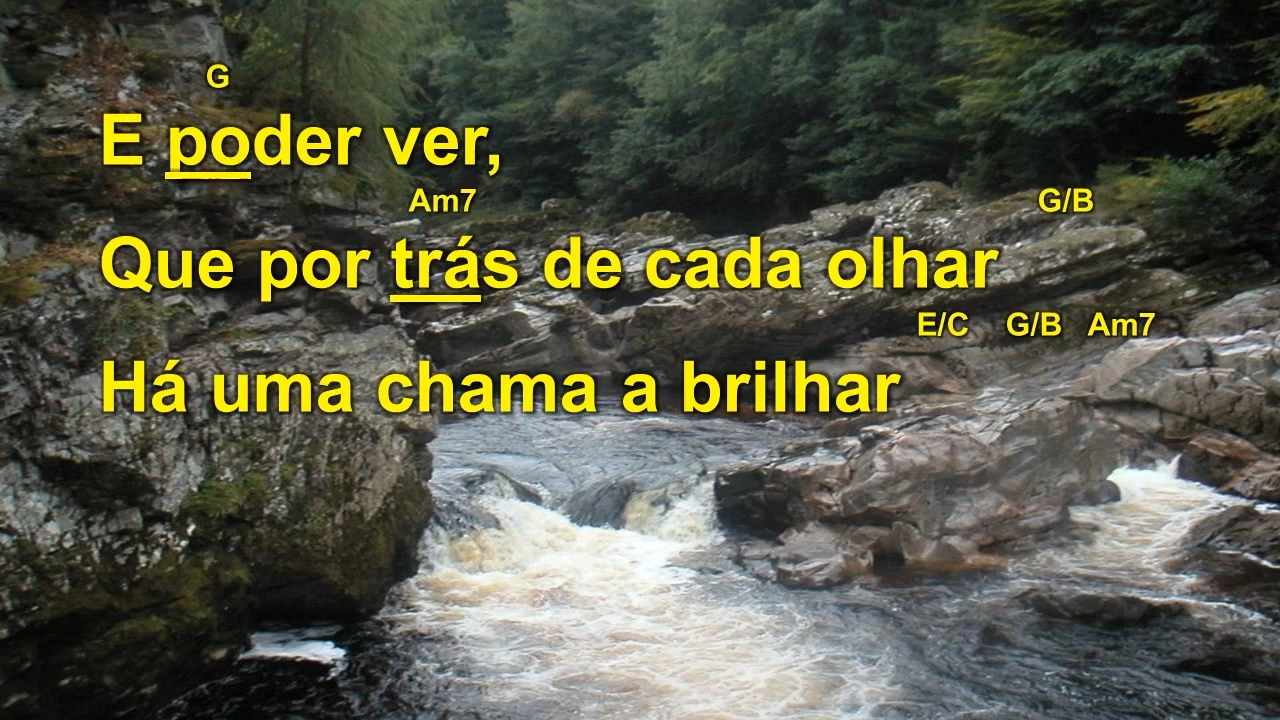 G
E poder ver,
Am7 G/B
Que por trás de cada olhar
E/C G/B Am7
Há uma chama a brilhar